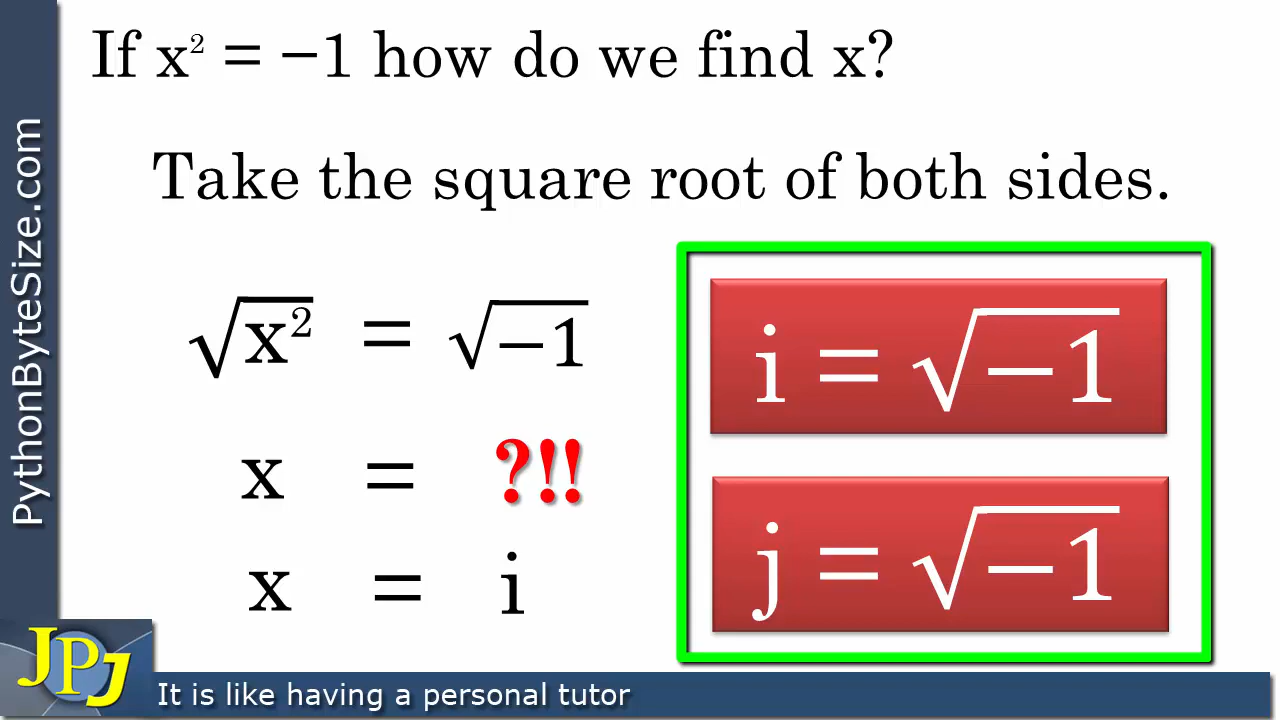 If x² = −1 how do we find x?
Take the square root of both sides.
√x² = √−1
x = ?!!
x = i
i = √−1
j = √−1
PythonByteSize.com
JPJ
It is like having a personal tutor